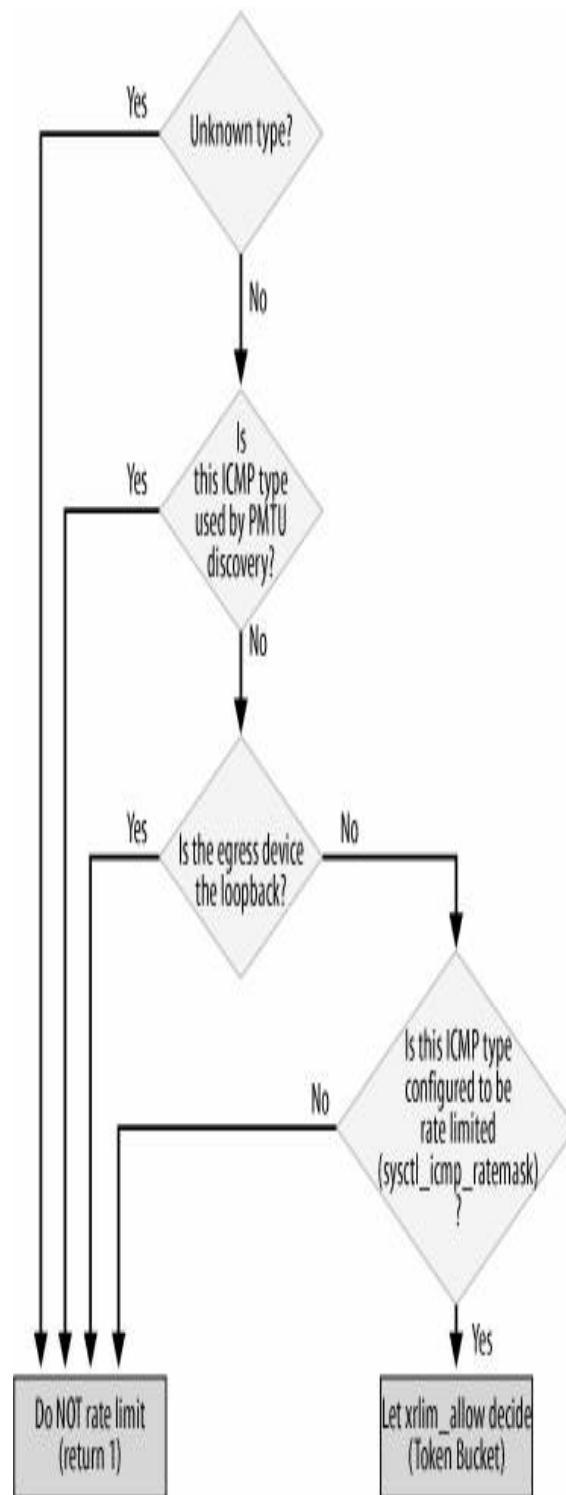 Yes
Unknown type?
No
Is
this ICMP type
used by PMTU
discovery?
Yes
No
Yes
Is the egress device
the loopback?
No
Is this ICMP type
configured to be
rate limited
(sysctl_icmp_ratemask)
?
No
Yes
Do NOT rate limit
(return 1)
Let xrlim_allow decide
(Token Bucket)